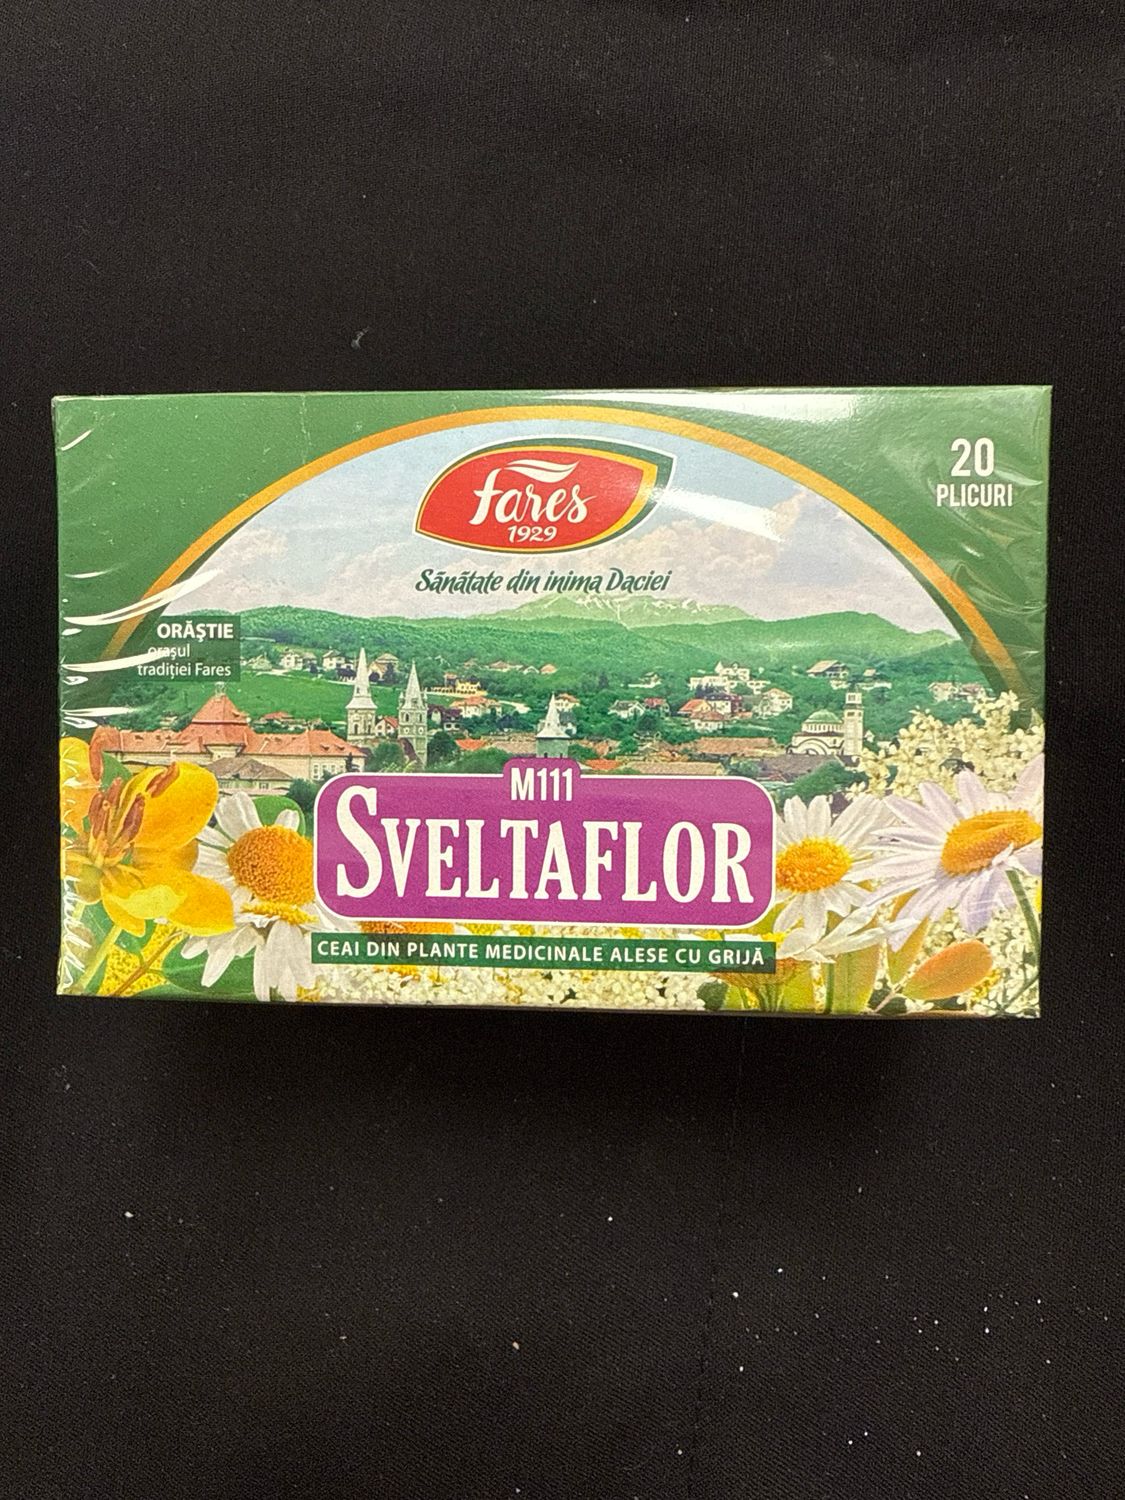 20
PLICURI
fares
1929
Sănătate din inima Daciei
ORĂȘTIE
orașul
tradiției Fares
M111
SVELTAFLOR
CEAI DIN PLANTE MEDICINALE ALESE CU GRIJĂ